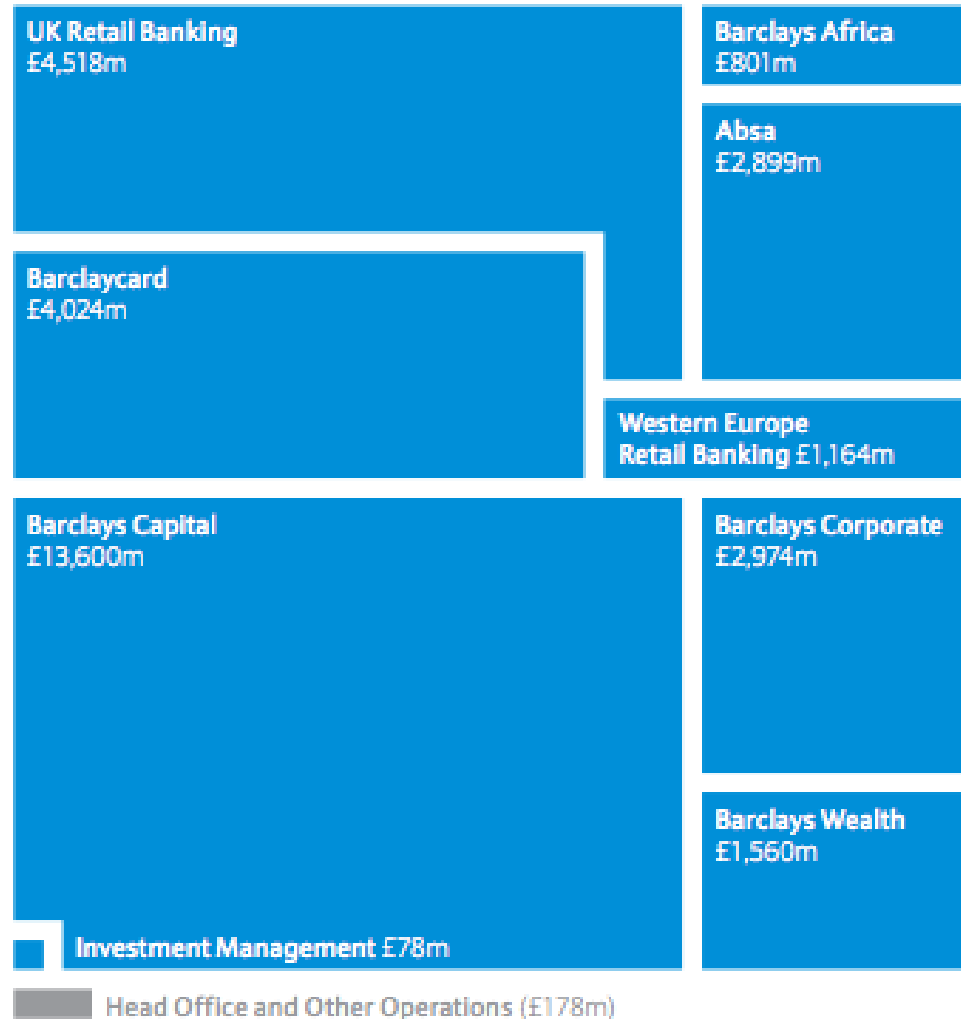 UK Retail Banking
£4,518m
Barclays Africa
£801m
Absa
£2,899m
Barclaycard
£4,024m
Western Europe
Retail Banking £1,164m
Barclays Capital
£13,600m
Barclays Corporate
£2,974m
Barclays Wealth
£1,560m
Investment Management £78m
Head Office and Other Operations (£178m)